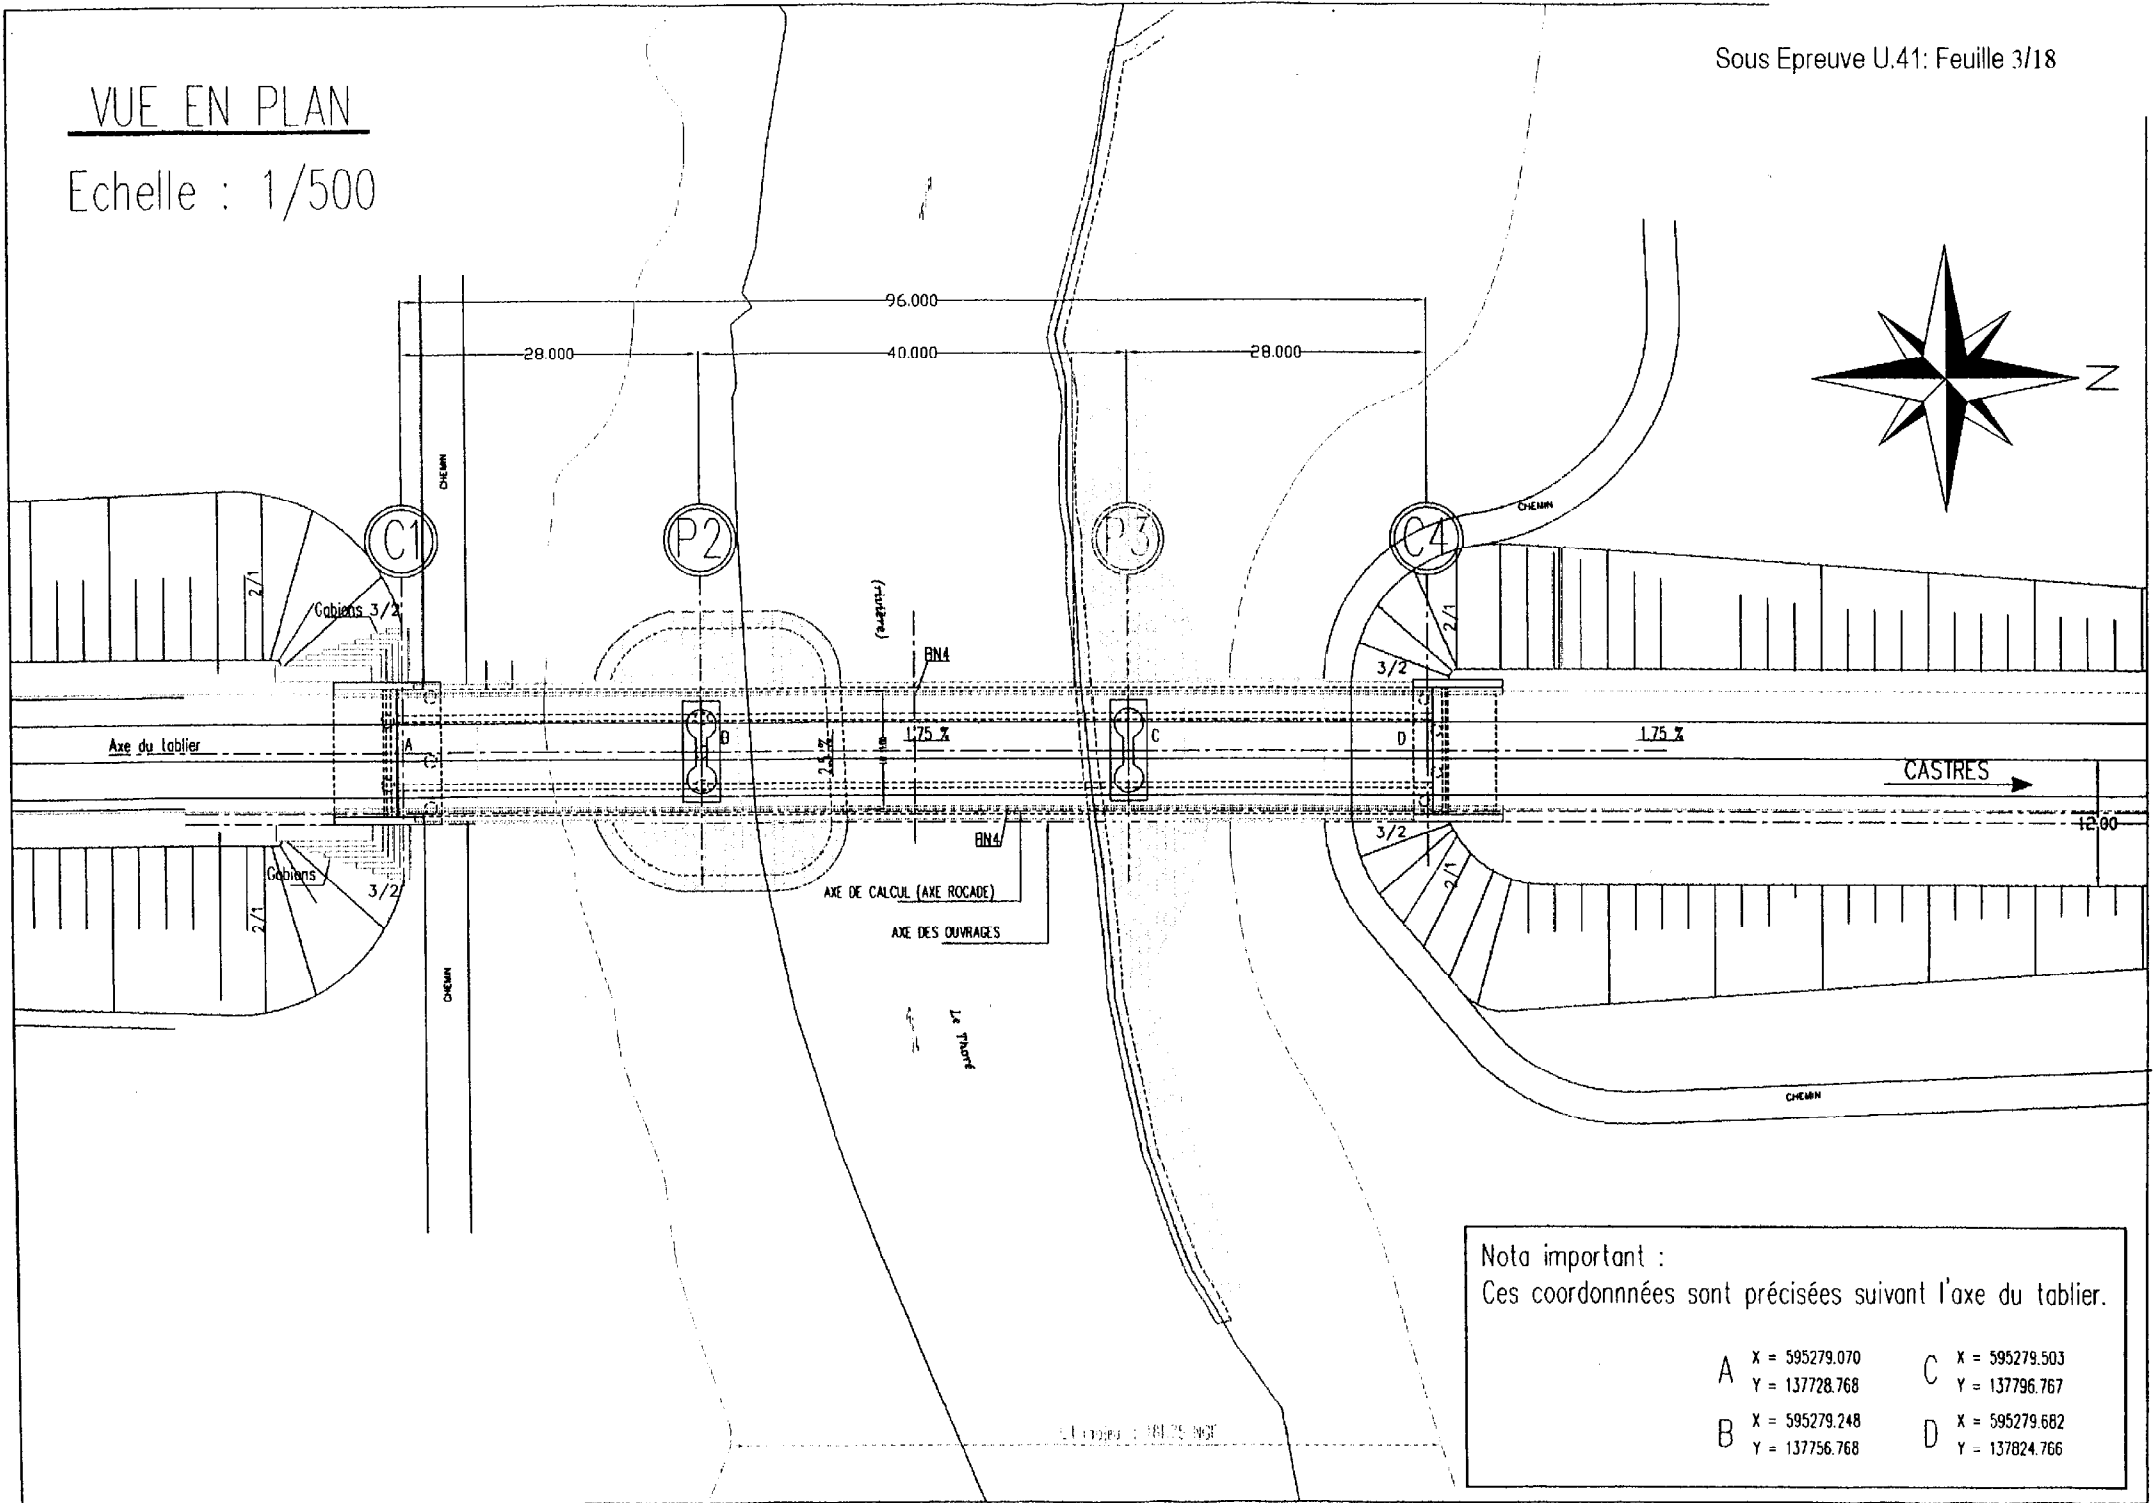 Sous Epreuve U.41: Feuille 3/18
VUE EN PLAN
Echelle : 1/500
96.000
28.000
40.000
28.000
N
CHEMIN
CHEMIN
C1
P2
P3
C4
2/1
Gabions 3/2
(rivière)
BN4
2/1
3/2
Axe du tablier
A
B
1.75 %
C
D
1.75 %
2.5 %
CASTRES
12.00
BN4
3/2
Gabions
3/2
2/1
2/1
AXE DE CALCUL (AXE ROCADE)
AXE DES OUVRAGES
CHEMIN
Le Thoré
CHEMIN
Nota important :
Ces coordonnnées sont précisées suivant l'axe du tablier.
A X = 595279.070
Y = 137728.768
C X = 595279.503
Y = 137796.767
B X = 595279.248
Y = 137756.768
D X = 595279.682
Y = 137824.766